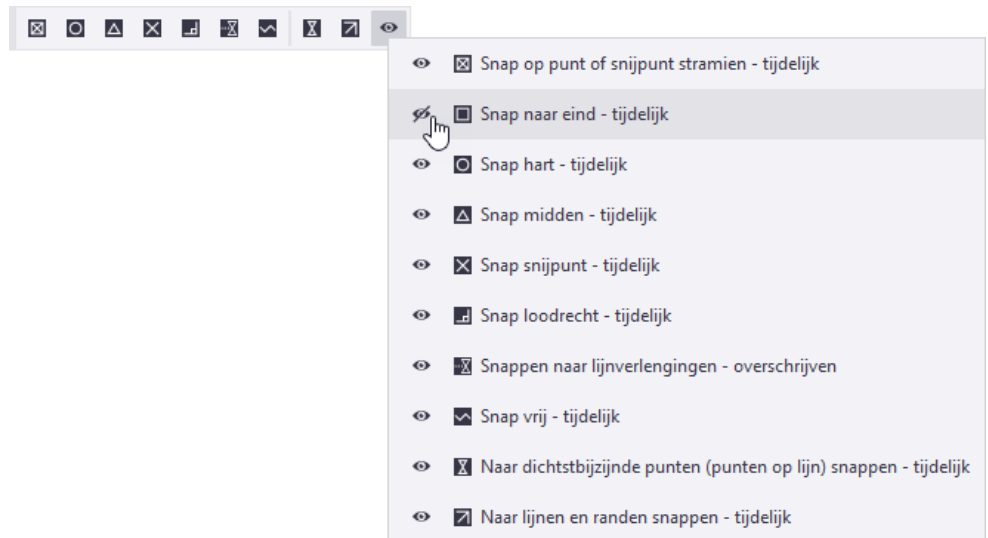 Snap op punt of snijpunt stramien - tijdelijk
Snap naar eind - tijdelijk
Snap hart - tijdelijk
Snap midden - tijdelijk
Snap snijpunt - tijdelijk
Snap loodrecht - tijdelijk
Snappen naar lijnverlengingen - overschrijven
Snap vrij - tijdelijk
Naar dichtstbijzijnde punten (punten op lijn) snappen - tijdelijk
Naar lijnen en randen snappen - tijdelijk